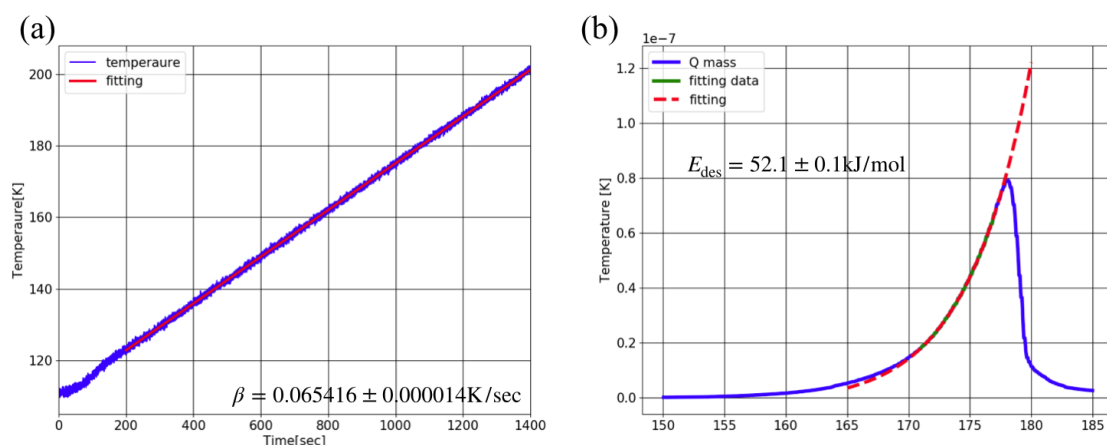 (a)
temperaure
fitting
Temperaure[K]
200
180
160
140
120
β = 0.065416 ± 0.000014K/sec
0 200 400 600 800 1000 1200 1400
Time[sec]
(b)
1e-7
Q mass
fitting data
fitting
E_des = 52.1 ± 0.1kJ/mol
Temperature [K]
1.2
1.0
0.8
0.6
0.4
0.2
0.0
150 155 160 165 170 175 180 185